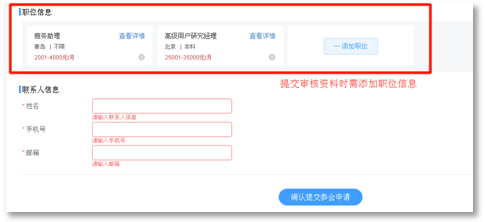 职位信息
商务助理 查看详情 高级用户研究经理 查看详情
青岛 | 不限 北京 | 本科
2001-4000元/月 25001-35000元/月
一 添加职位
提交审核资料时需添加职位信息
联系人信息
* 姓名
请输入联系人信息
* 手机号
请输入手机号
* 邮箱
请输入邮箱
确认提交参会申请